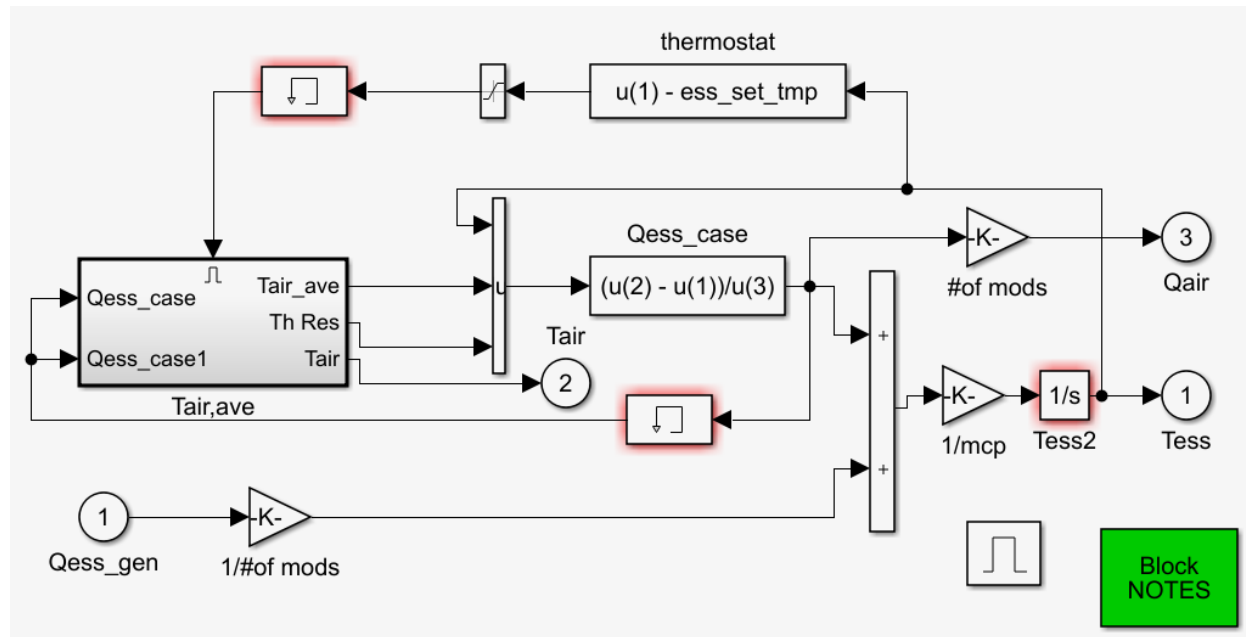 thermostat
u(1) - ess_set_tmp
Qess_case
-K-
3
#of mods
Qair
Qess_case
Tair_ave
u
(u(2) - u(1))/u(3)
Th Res
Tair
+
Qess_case1
Tair
2
-K-
1/s
1
Tair,ave
1/mcp
Tess2
Tess
+
1
-K-
Qess_gen
1/#of mods
Block
NOTES